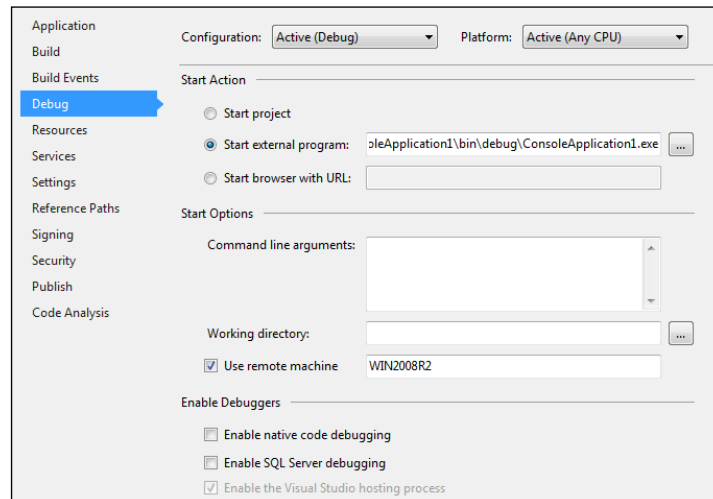 Application
Build
Build Events
Debug
Resources
Services
Settings
Reference Paths
Signing
Security
Publish
Code Analysis
Configuration: Active (Debug) Platform: Active (Any CPU)
Start Action
Start project
Start external program: oleApplication1\bin\debug\ConsoleApplication1.exe ...
Start browser with URL:
Start Options
Command line arguments:
Working directory: ...
Use remote machine WIN2008R2
Enable Debuggers
Enable native code debugging
Enable SQL Server debugging
Enable the Visual Studio hosting process